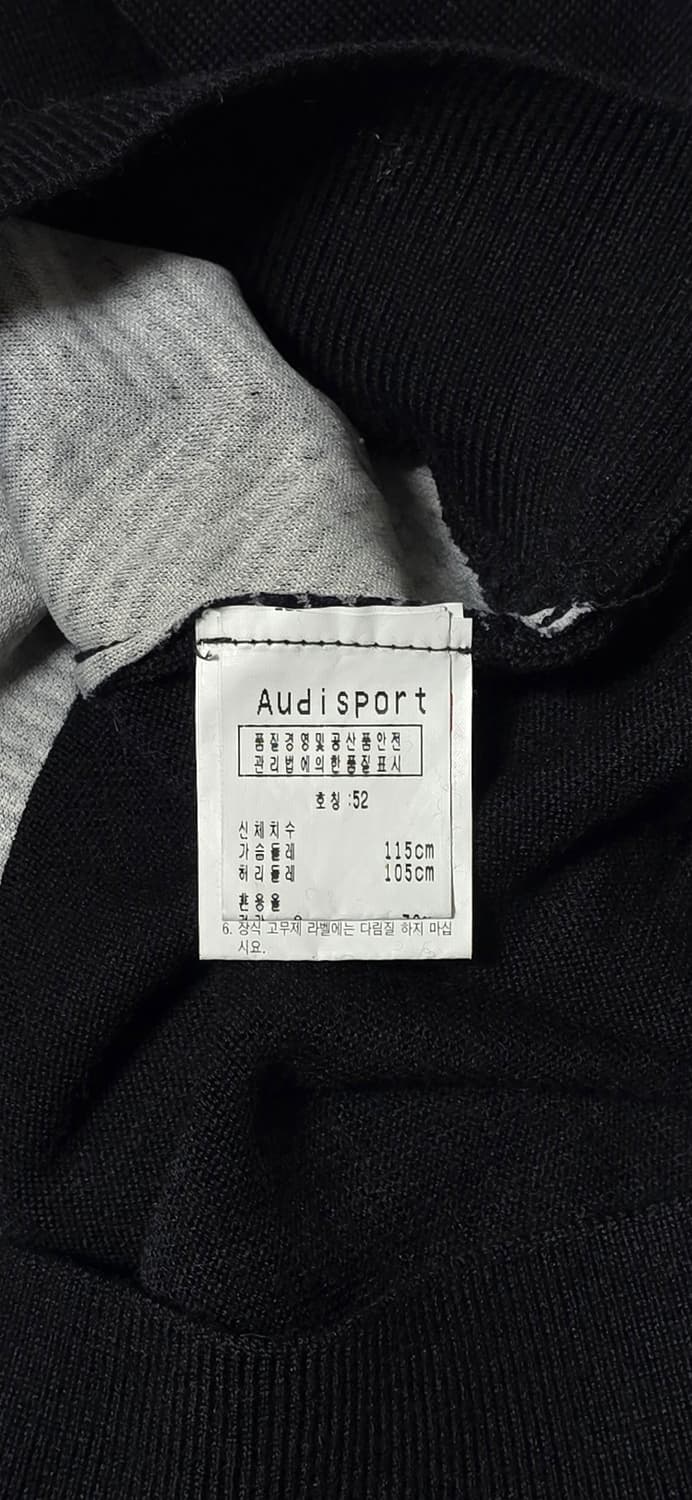 Audisport
품질경영및공산품안전
관리법에의한품질표시
호칭:52
신체치수
가슴둘레 115cm
허리둘레 105cm
혼용율
6. 장식 고무제 라벨에는 다림질 하지 마십
시요.